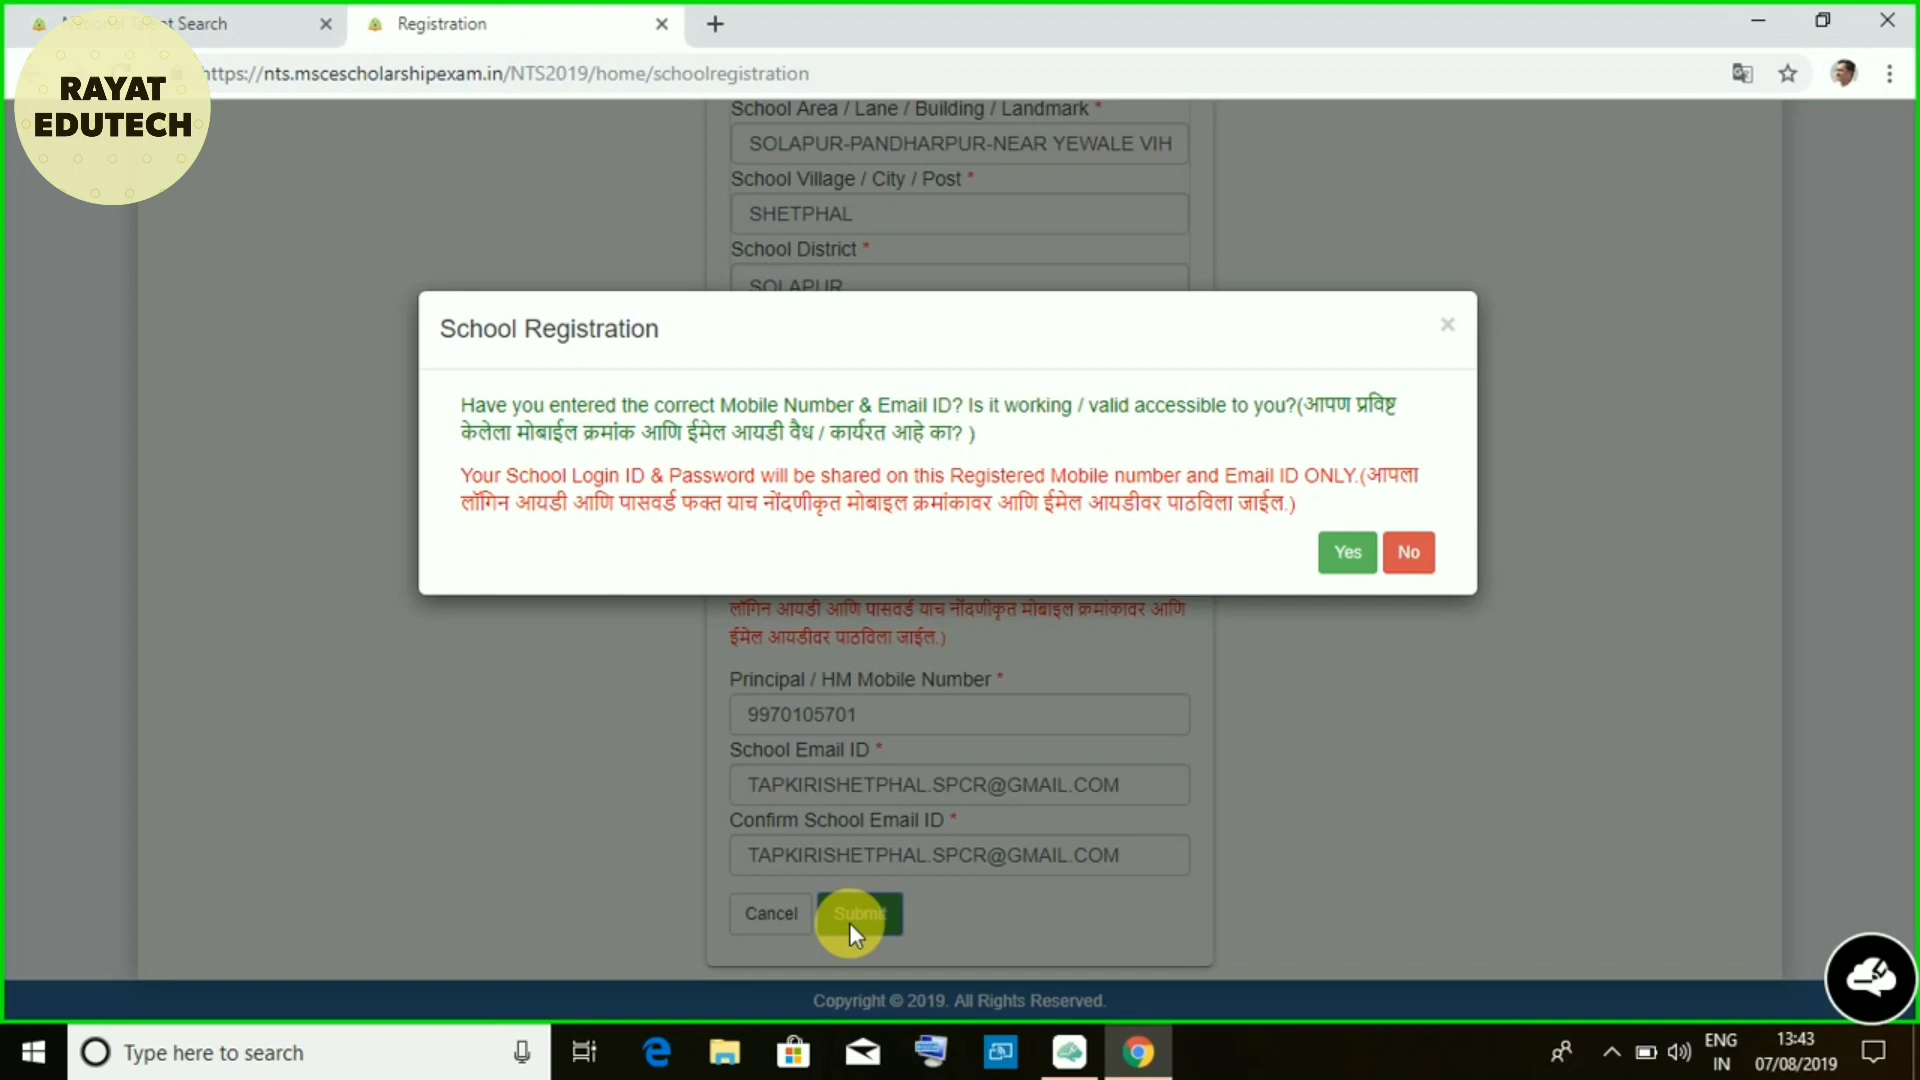 Search
Registration
https://nts.mscescholarshipexam.in/NTS2019/home/schoolregistration
RAYAT
EDUTECH
School Area / Lane / Building / Landmark *
SOLAPUR-PANDHARPUR-NEAR YEWALE VIH
School Village / City / Post *
SHETPHAL
School District *
SOLAPUR
School Registration
×
Have you entered the correct Mobile Number & Email ID? Is it working / valid accessible to you?(आपण प्रविष्ट
केलेला मोबाईल क्रमांक आणि ईमेल आयडी वैध / कार्यरत आहे का? )
Your School Login ID & Password will be shared on this Registered Mobile number and Email ID ONLY.(आपला
लॉगिन आयडी आणि पासवर्ड फक्त याच नोंदणीकृत मोबाइल क्रमांकावर आणि ईमेल आयडीवर पाठविला जाईल.)
Yes No
लॉगिन आयडी आणि पासवर्ड याच नोंदणीकृत मोबाइल क्रमांकावर आणि
ईमेल आयडीवर पाठविला जाईल.)
Principal / HM Mobile Number *
9970105701
School Email ID *
TAPKIRISHETPHAL.SPCR@GMAIL.COM
Confirm School Email ID *
TAPKIRISHETPHAL.SPCR@GMAIL.COM
Cancel Submit
Copyright © 2019. All Rights Reserved.
Type here to search
ENG
IN
13:43
07/08/2019